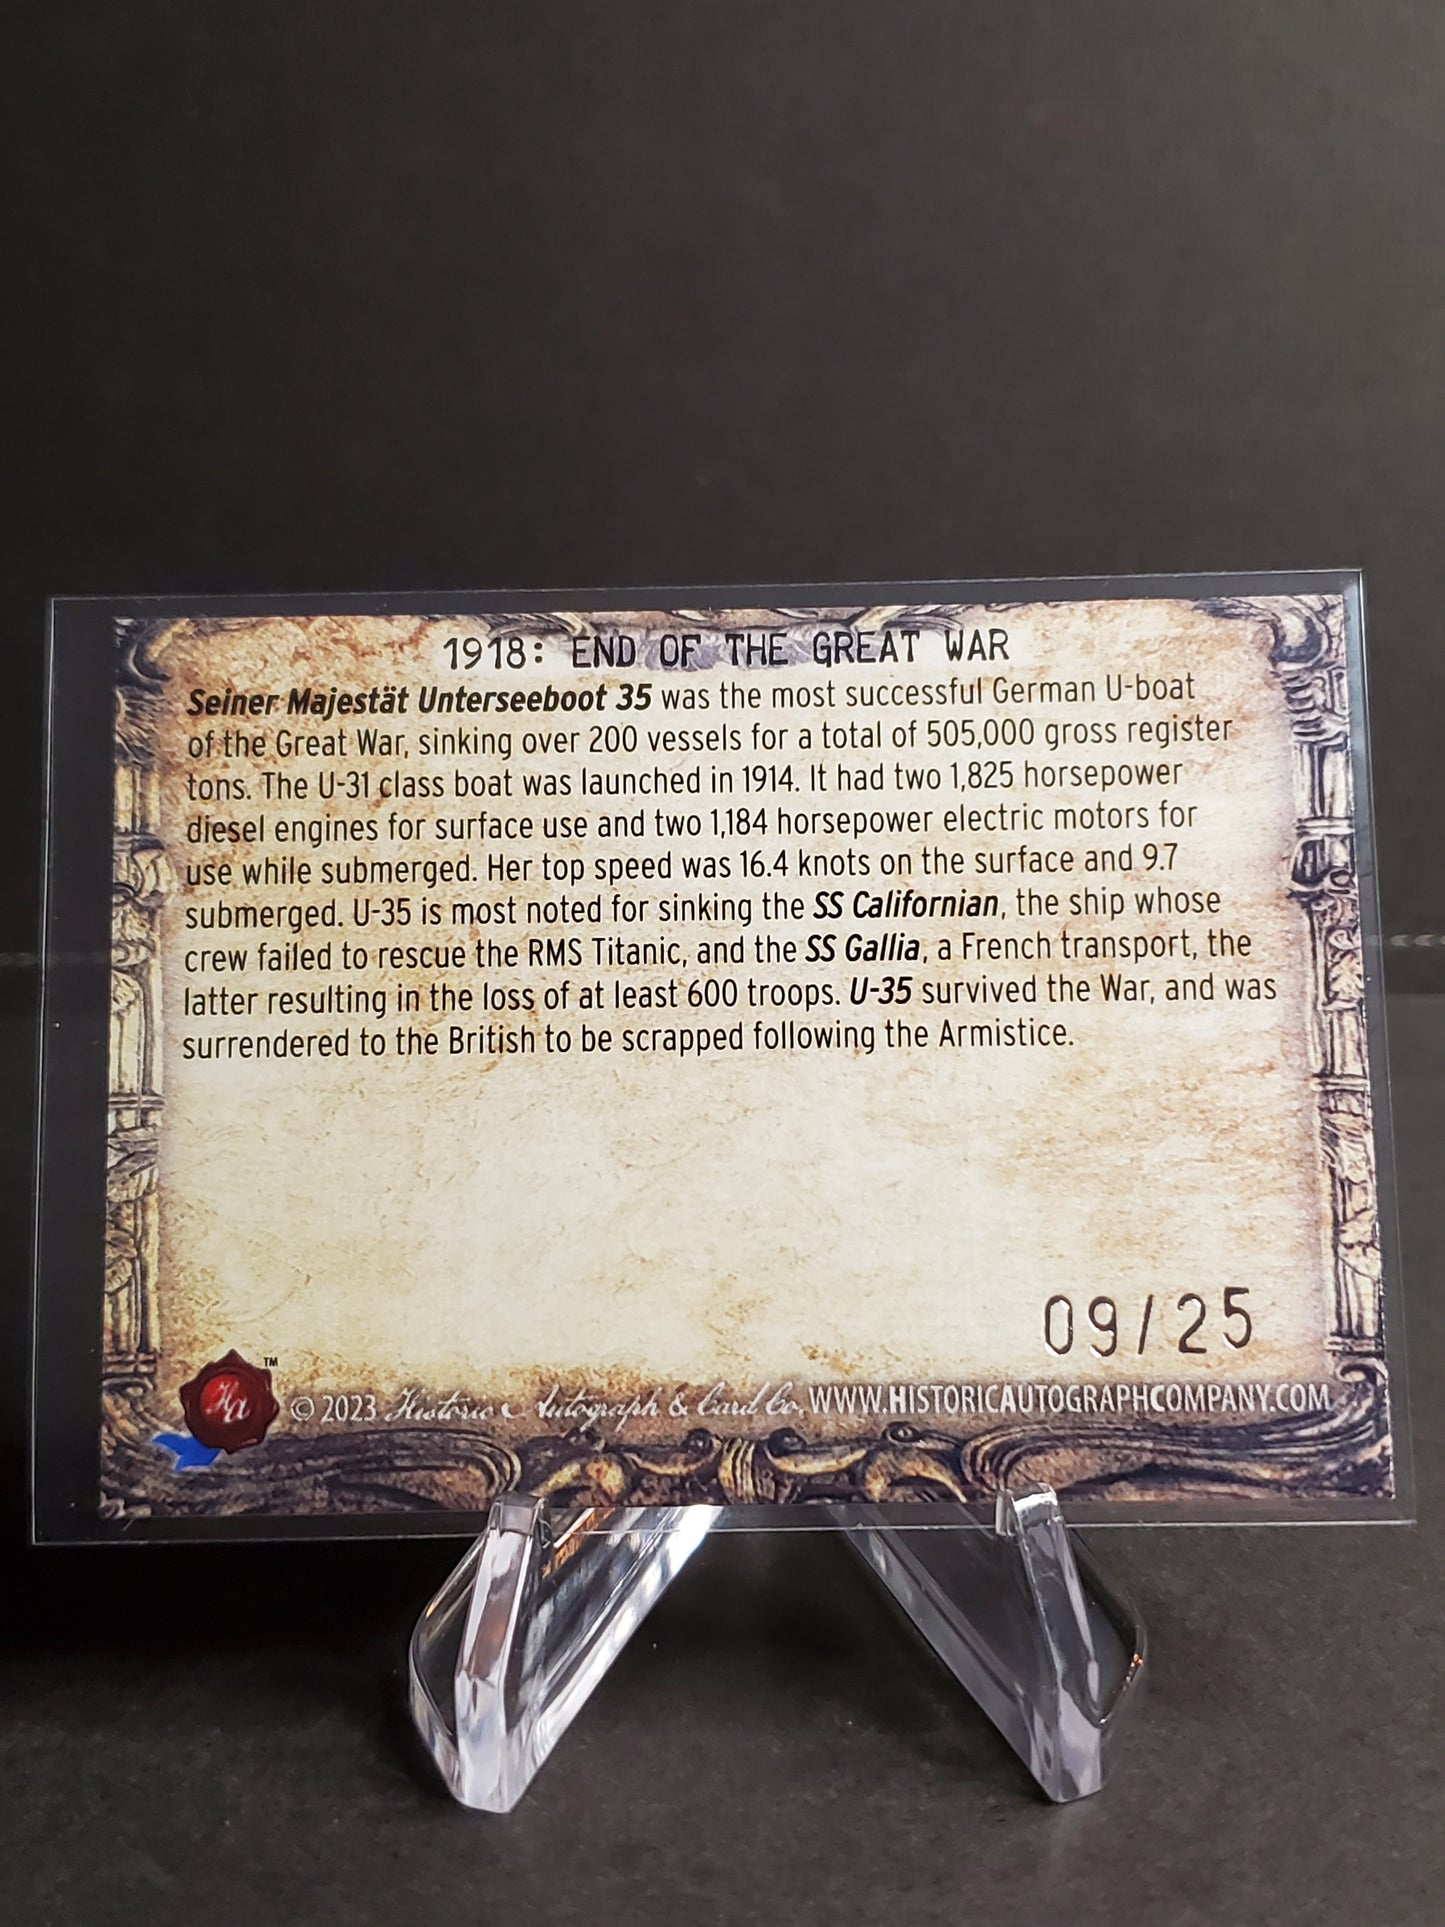 1918: END OF THE GREAT WAR
Seiner Majestät Unterseeboot 35 was the most successful German U-boat
of the Great War, sinking over 200 vessels for a total of 505,000 gross register
tons. The U-31 class boat was launched in 1914. It had two 1,825 horsepower
diesel engines for surface use and two 1,184 horsepower electric motors for
use while submerged. Her top speed was 16.4 knots on the surface and 9.7
submerged. U-35 is most noted for sinking the SS Californian, the ship whose
crew failed to rescue the RMS Titanic, and the SS Gallia, a French transport, the
latter resulting in the loss of at least 600 troops. U-35 survived the War, and was
surrendered to the British to be scrapped following the Armistice.
09/25
HA TM © 2023 Historic Autograph & Card Co. WWW.HISTORICAUTOGRAPHCOMPANY.COM